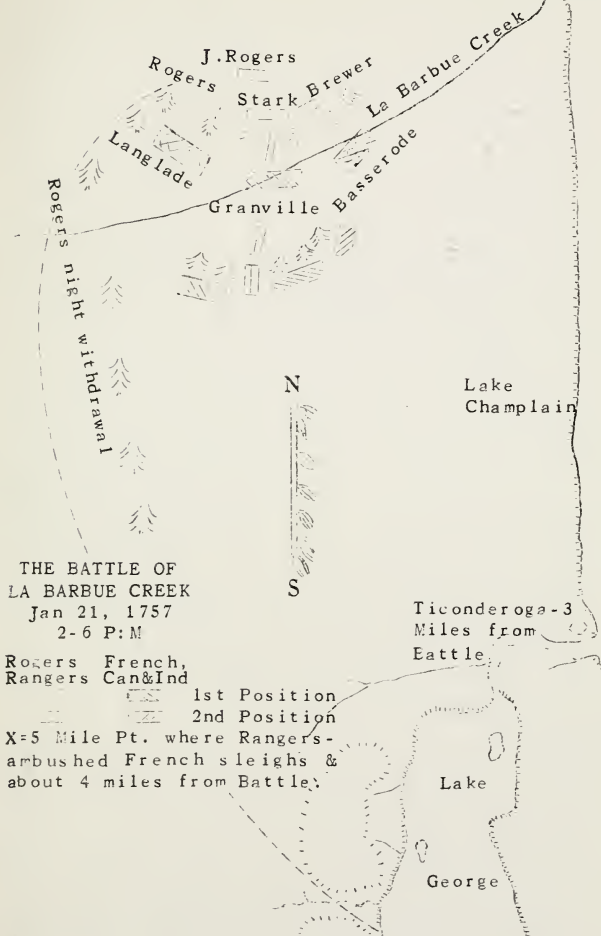 J.Rogers
Rogers
Stark
Brewer
La Barbue Creek
Langlade
Granville
Basserode
Rogers night withdrawal
N
Lake
Champlain
S
THE BATTLE OF
LA BARBUE CREEK
Jan 21, 1757
2-6 P:M
Ticonderoga-3
Miles from
Eattle
Rogers French,
Rangers Can&Ind
1st Position
2nd Position
X=5 Mile Pt. where Rangers-
ambushed French sleighs &
about 4 miles from Battle.
Lake
George